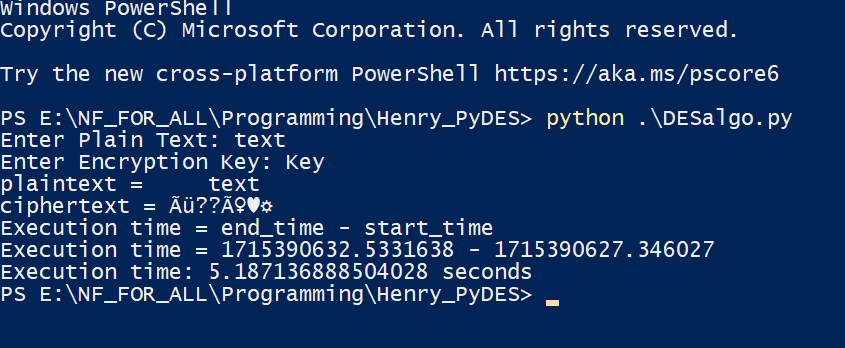 Windows PowerShell
Copyright (C) Microsoft Corporation. All rights reserved.
Try the new cross-platform PowerShell https://aka.ms/pscore6
PS E:\NF_FOR_ALL\Programming\Henry_PyDES> python .\DESalgo.py
Enter Plain Text: text
Enter Encryption Key: Key
plaintext =     text
ciphertext = Ãü??Ã♀♥☼
Execution time = end_time - start_time
Execution time = 1715390632.5331638 - 1715390627.346027
Execution time: 5.187136888504028 seconds
PS E:\NF_FOR_ALL\Programming\Henry_PyDES>